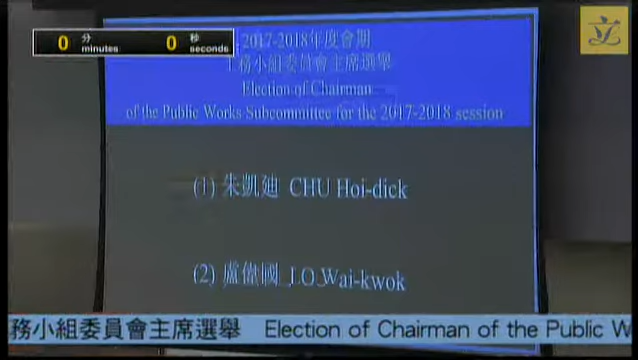 0 分 minutes 0 秒 seconds
2017-2018年度會期
工務小組委員會主席選舉
Election of Chairman
of the Public Works Subcommittee for the 2017-2018 session
(1) 朱凱廸 CHU Hoi-dick
(2) 盧偉國 LO Wai-kwok
務小組委員會主席選舉 Election of Chairman of the Public W